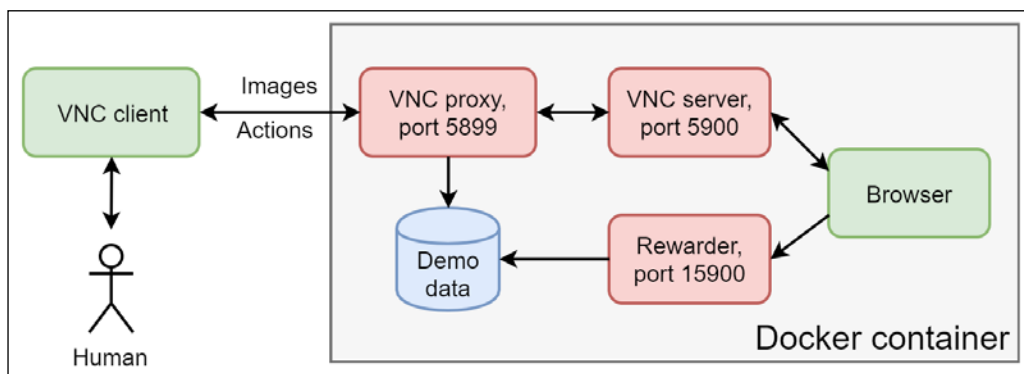 VNC client
Images
Actions
VNC proxy,
port 5899
VNC server,
port 5900
Browser
Demo
data
Rewarder,
port 15900
Human
Docker container